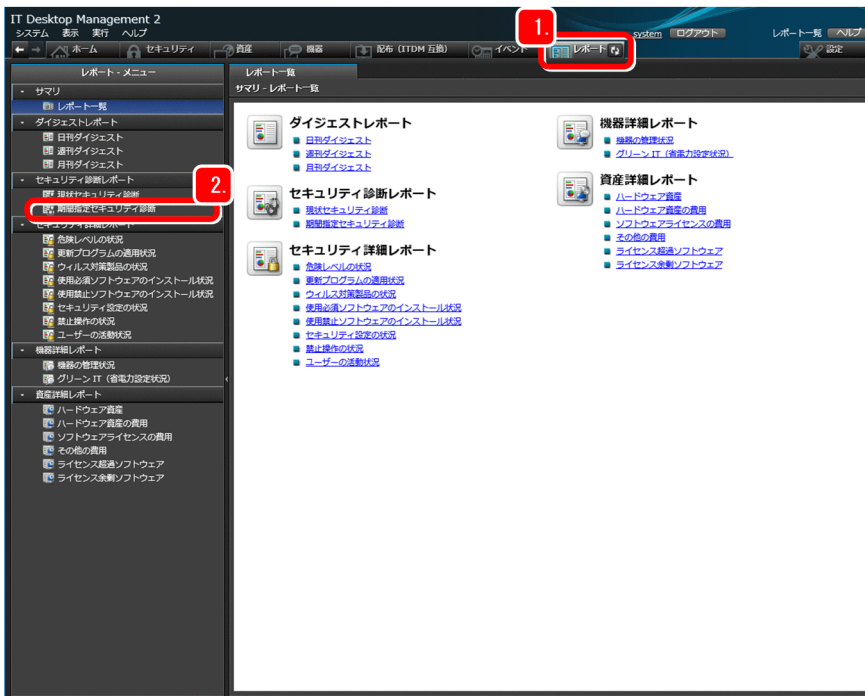 IT Desktop Management 2
システム 表示 実行 ヘルプ
1.
system ログアウト レポート一覧 ヘルプ
ホーム セキュリティ 資産 機器 配布 (ITDM 互換) イベント レポート 設定
レポート - メニュー
サマリ
レポート一覧
ダイジェストレポート
日刊ダイジェスト
週刊ダイジェスト
月刊ダイジェスト
セキュリティ診断レポート
現状セキュリティ診断
2.
期間指定セキュリティ診断
セキュリティ詳細レポート
危険レベルの状況
更新プログラムの適用状況
ウィルス対策製品の状況
使用必須ソフトウェアのインストール状況
使用禁止ソフトウェアのインストール状況
セキュリティ設定の状況
禁止操作の状況
ユーザーの活動状況
機器詳細レポート
機器の管理状況
グリーン IT (省電力設定状況)
資産詳細レポート
ハードウェア資産
ハードウェア資産の費用
ソフトウェアライセンスの費用
その他の費用
ライセンス超過ソフトウェア
ライセンス余剰ソフトウェア
レポート一覧
サマリ - レポート一覧
ダイジェストレポート
日刊ダイジェスト
週刊ダイジェスト
月刊ダイジェスト
セキュリティ診断レポート
現状セキュリティ診断
期間指定セキュリティ診断
セキュリティ詳細レポート
危険レベルの状況
更新プログラムの適用状況
ウィルス対策製品の状況
使用必須ソフトウェアのインストール状況
使用禁止ソフトウェアのインストール状況
セキュリティ設定の状況
禁止操作の状況
ユーザーの活動状況
機器詳細レポート
機器の管理状況
グリーン IT (省電力設定状況)
資産詳細レポート
ハードウェア資産
ハードウェア資産の費用
ソフトウェアライセンスの費用
その他の費用
ライセンス超過ソフトウェア
ライセンス余剰ソフトウェア